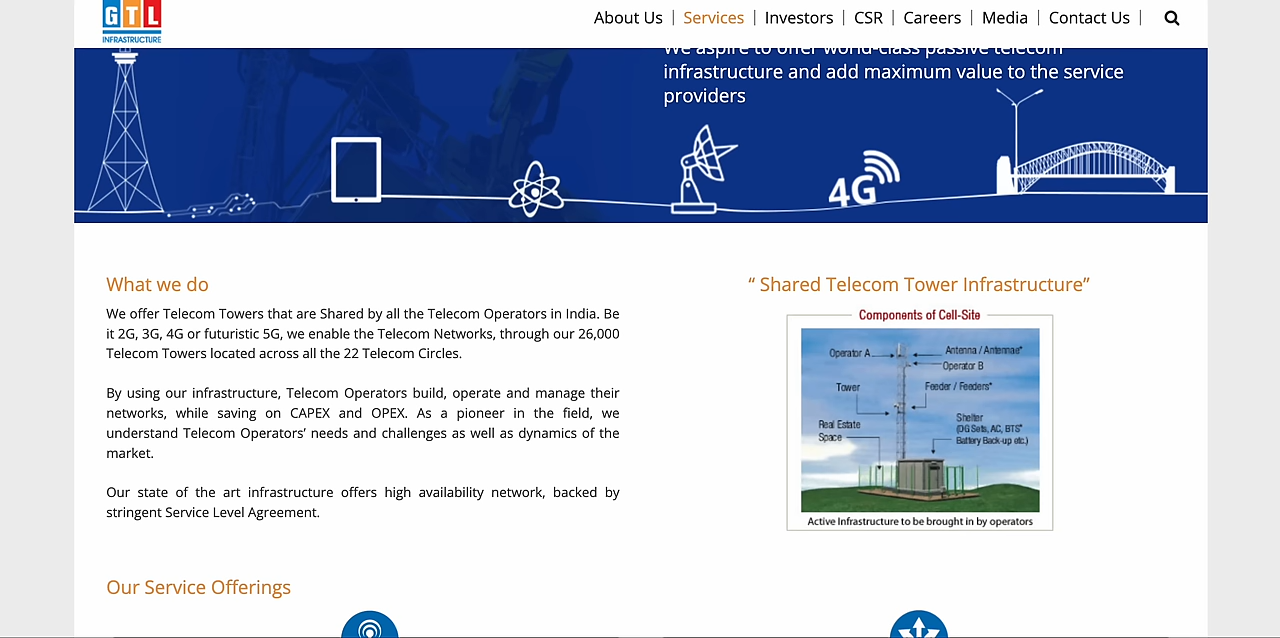 GTL
INFRASTRUCTURE
About Us | Services | Investors | CSR | Careers | Media | Contact Us |
We aspire to offer world-class passive telecom
infrastructure and add maximum value to the service
providers
4G
What we do
We offer Telecom Towers that are Shared by all the Telecom Operators in India. Be
it 2G, 3G, 4G or futuristic 5G, we enable the Telecom Networks, through our 26,000
Telecom Towers located across all the 22 Telecom Circles.
By using our infrastructure, Telecom Operators build, operate and manage their
networks, while saving on CAPEX and OPEX. As a pioneer in the field, we
understand Telecom Operators’ needs and challenges as well as dynamics of the
market.
Our state of the art infrastructure offers high availability network, backed by
stringent Service Level Agreement.
“ Shared Telecom Tower Infrastructure”
Components of Cell-Site
Operator A
Antenna / Antennae*
Operator B
Tower
Feeder / Feeders*
Real Estate
Space
Shelter
(DG Sets, AC, BTS*
Battery Back-up etc.)
Active Infrastructure to be brought in by operators
Our Service Offerings